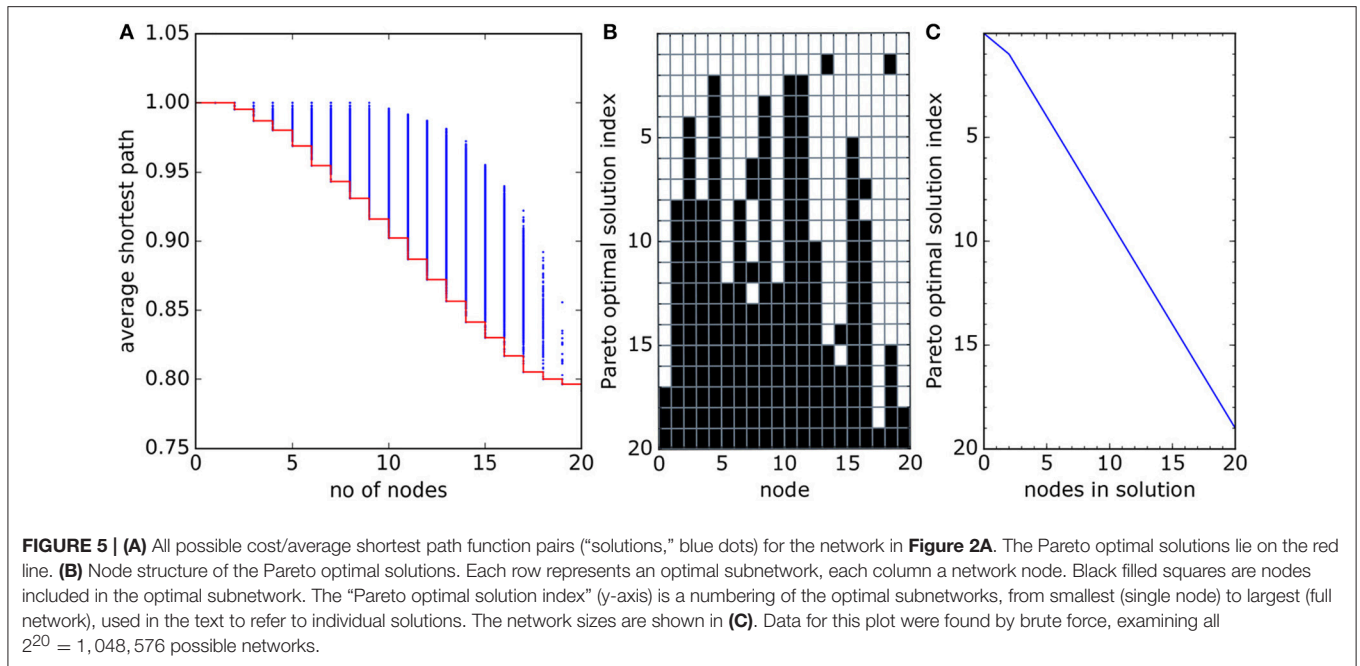 A
B
C
1.05
1.00
0.95
0.90
0.85
0.80
0.75
average shortest path
0
5
10
15
20
no of nodes
Pareto optimal solution index
5
10
15
20
0
5
10
15
20
node
Pareto optimal solution index
5
10
15
20
0
5
10
15
20
nodes in solution
FIGURE 5 | (A) All possible cost/average shortest path function pairs (“solutions,” blue dots) for the network in Figure 2A. The Pareto optimal solutions lie on the red
line. (B) Node structure of the Pareto optimal solutions. Each row represents an optimal subnetwork, each column a network node. Black filled squares are nodes
included in the optimal subnetwork. The “Pareto optimal solution index” (y-axis) is a numbering of the optimal subnetworks, from smallest (single node) to largest (full
network), used in the text to refer to individual solutions. The network sizes are shown in (C). Data for this plot were found by brute force, examining all
2²⁰ = 1,048,576 possible networks.